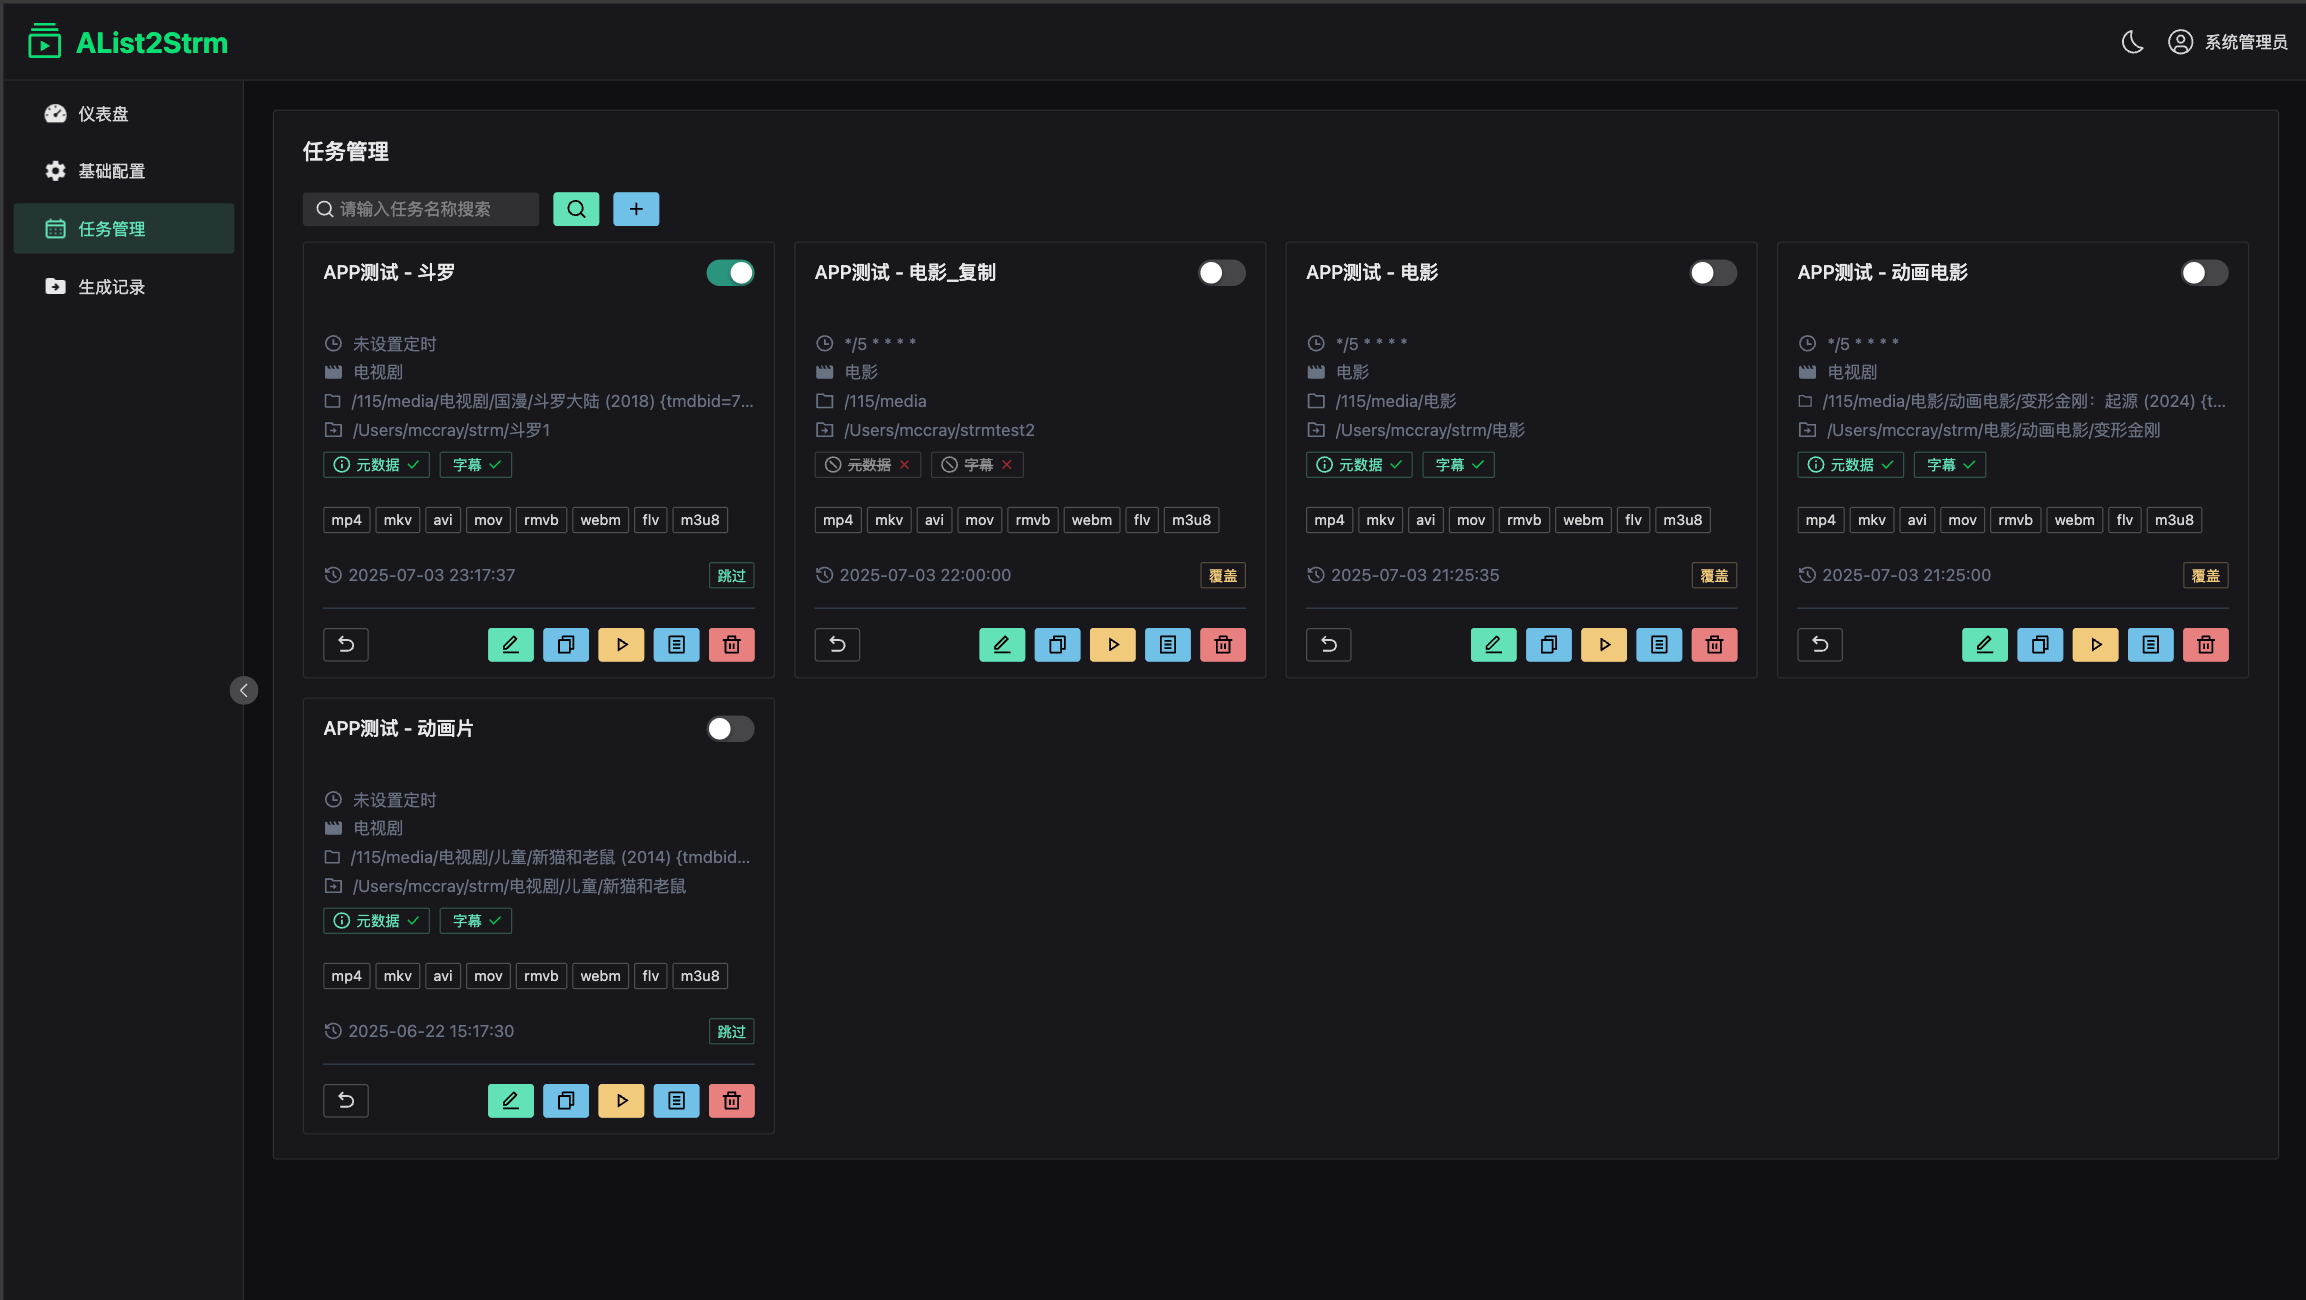 AList2Strm
系统管理员
仪表盘
基础配置
任务管理
生成记录
任务管理
请输入任务名称搜索
APP测试 - 斗罗
未设置定时
电视剧
/115/media/电视剧/国漫/斗罗大陆 (2018) {tmdbid=7...
/Users/mccray/strm/斗罗1
元数据 字幕
mp4 mkv avi mov rmvb webm flv m3u8
2025-07-03 23:17:37 跳过
APP测试 - 电影_复制
*/5 * * * *
电影
/115/media
/Users/mccray/strmtest2
元数据 字幕
mp4 mkv avi mov rmvb webm flv m3u8
2025-07-03 22:00:00 覆盖
APP测试 - 电影
*/5 * * * *
电影
/115/media/电影
/Users/mccray/strm/电影
元数据 字幕
mp4 mkv avi mov rmvb webm flv m3u8
2025-07-03 21:25:35 覆盖
APP测试 - 动画电影
*/5 * * * *
电视剧
/115/media/电影/动画电影/变形金刚：起源 (2024) {t...
/Users/mccray/strm/电影/动画电影/变形金刚
元数据 字幕
mp4 mkv avi mov rmvb webm flv m3u8
2025-07-03 21:25:00 覆盖
APP测试 - 动画片
未设置定时
电视剧
/115/media/电视剧/儿童/新猫和老鼠 (2014) {tmdbid...
/Users/mccray/strm/电视剧/儿童/新猫和老鼠
元数据 字幕
mp4 mkv avi mov rmvb webm flv m3u8
2025-06-22 15:17:30 跳过